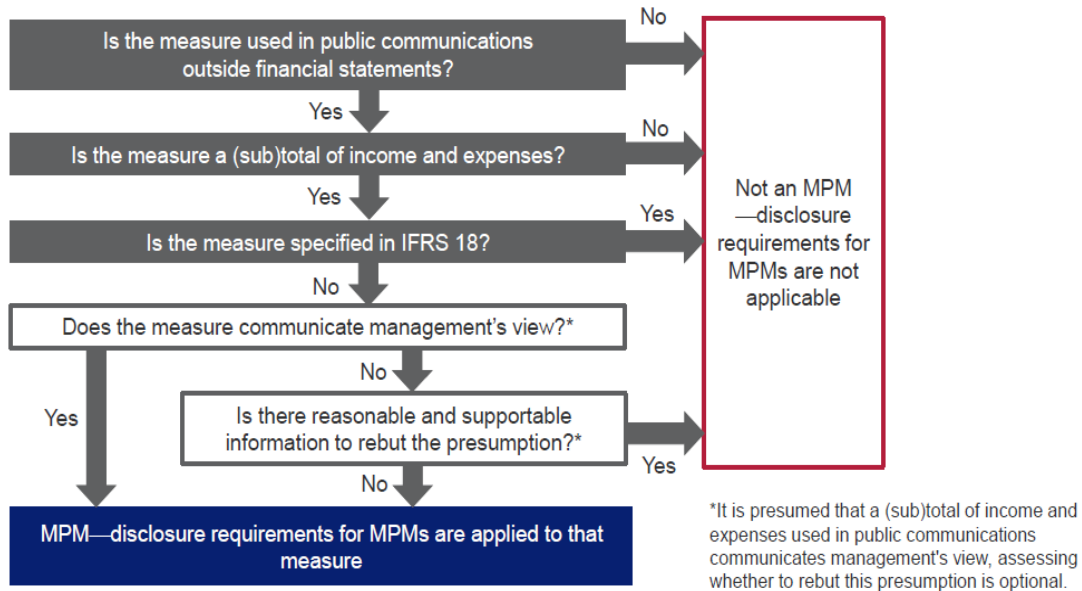 Is the measure used in public communications
outside financial statements?
No
Yes
Is the measure a (sub)total of income and expenses?
No
Yes
Is the measure specified in IFRS 18?
Yes
No
Does the measure communicate management's view?*
Yes
No
Is there reasonable and supportable
information to rebut the presumption?*
Yes
No
MPM—disclosure requirements for MPMs are applied to that
measure
Not an MPM
—disclosure
requirements for
MPMs are not
applicable
*It is presumed that a (sub)total of income and
expenses used in public communications
communicates management's view, assessing
whether to rebut this presumption is optional.